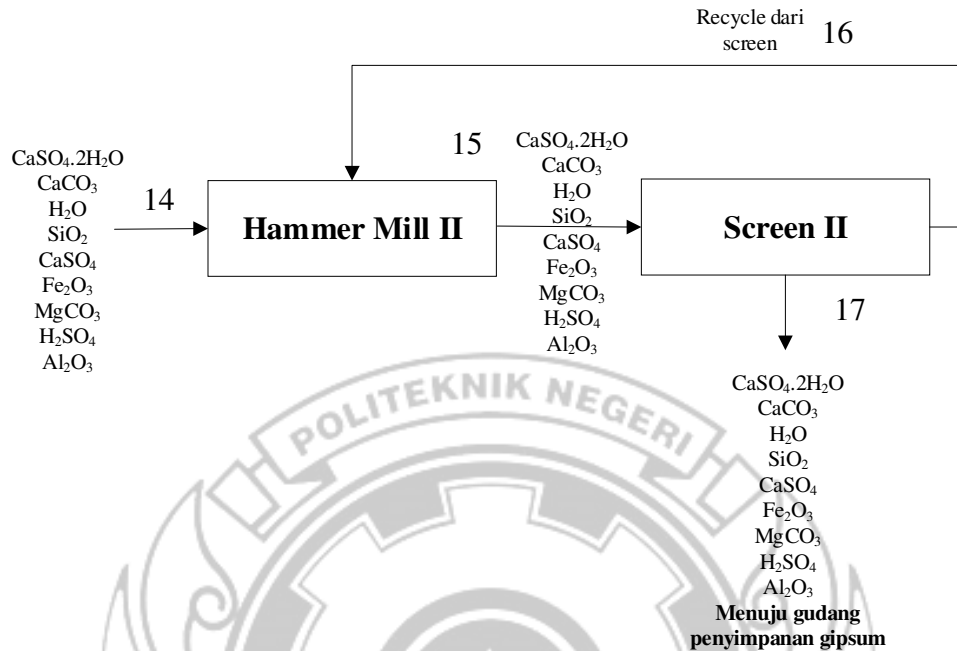 Recycle dari
screen
16
CaSO₄.2H₂O
CaCO₃
H₂O
SiO₂
CaSO₄
Fe₂O₃
MgCO₃
H₂SO₄
Al₂O₃
14
Hammer Mill II
15
CaSO₄.2H₂O
CaCO₃
H₂O
SiO₂
CaSO₄
Fe₂O₃
MgCO₃
H₂SO₄
Al₂O₃
Screen II
17
CaSO₄.2H₂O
CaCO₃
H₂O
SiO₂
CaSO₄
Fe₂O₃
MgCO₃
H₂SO₄
Al₂O₃
Menuju gudang
penyimpanan gipsum
POLITEKNIK NEGERI